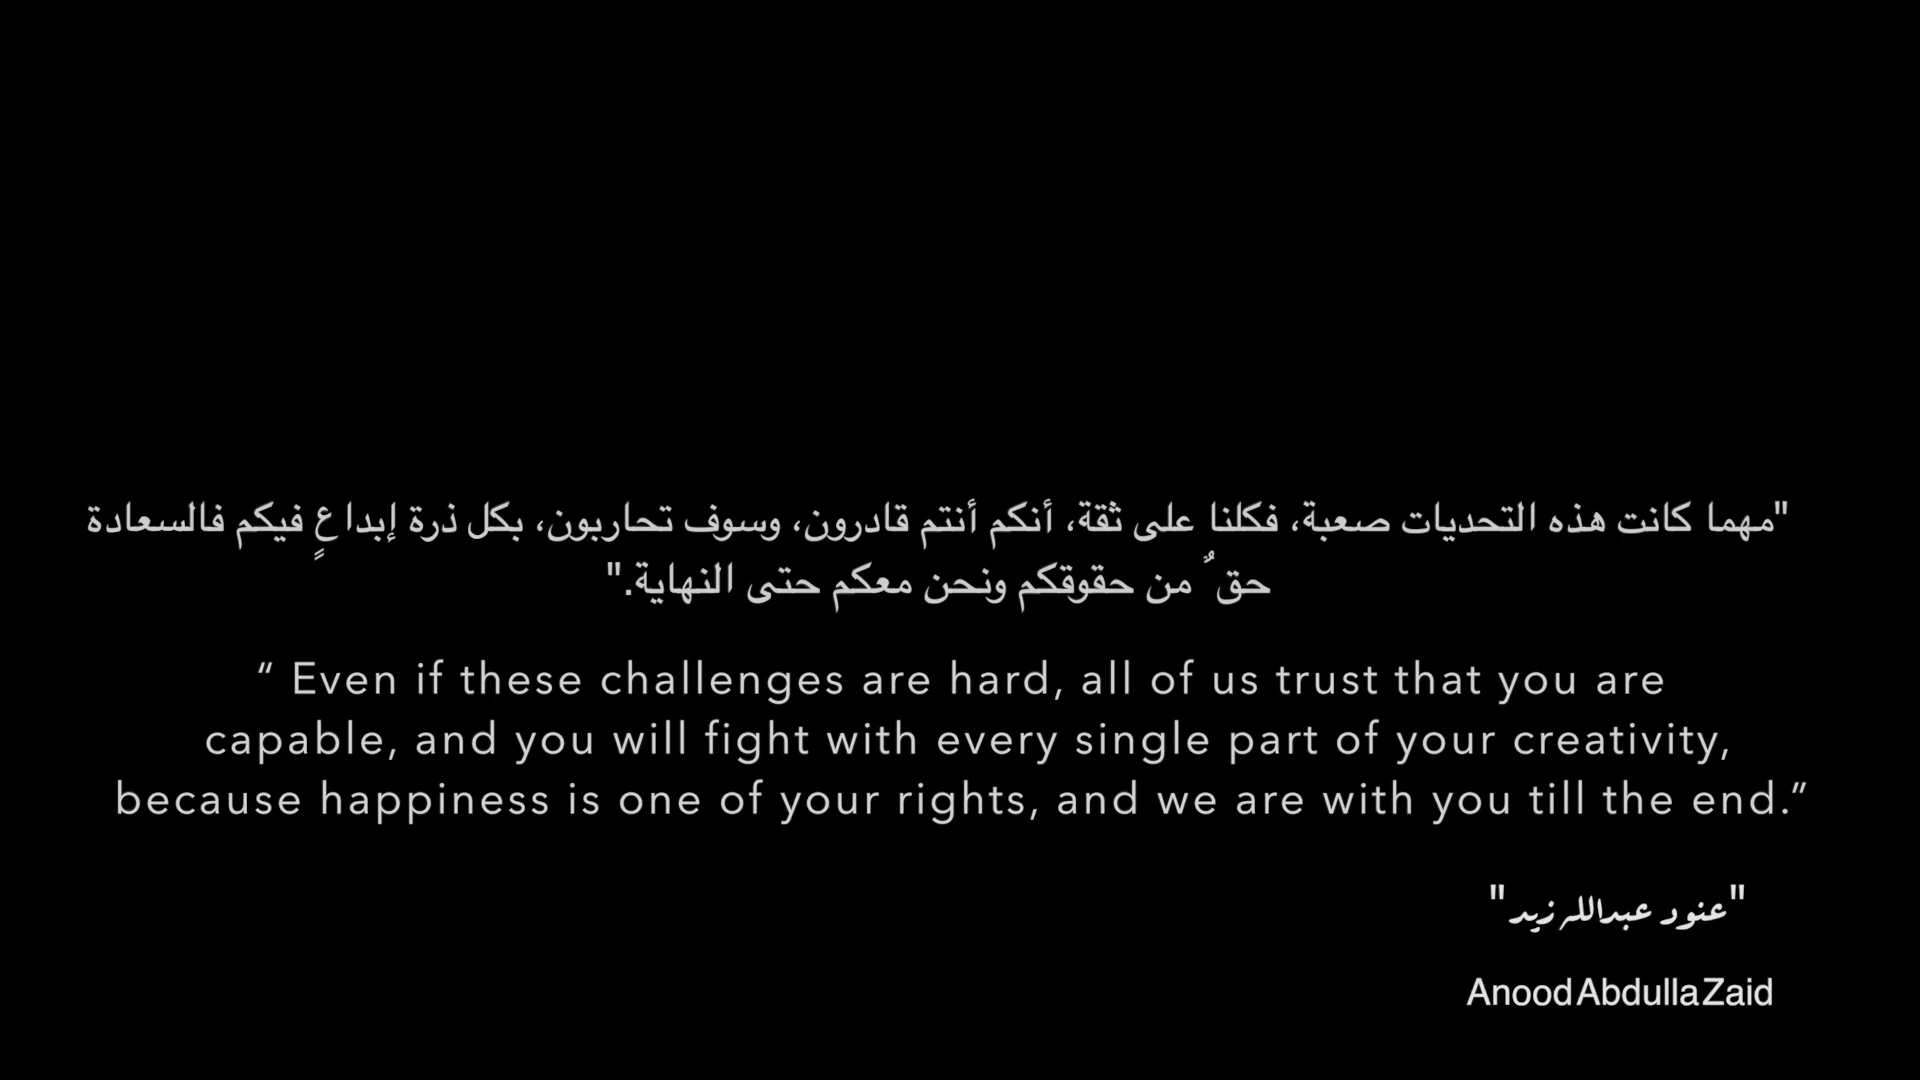 "مهما كانت هذه التحديات صعبة، فكلنا على ثقة، أنكم أنتم قادرون، وسوف تحاربون، بكل ذرة إبداعٍ فيكم فالسعادة
حق ٌ من حقوقكم ونحن معكم حتى النهاية."
“ Even if these challenges are hard, all of us trust that you are
capable, and you will fight with every single part of your creativity,
because happiness is one of your rights, and we are with you till the end.”
"عنود عبدالله زيد"
Anood Abdulla Zaid